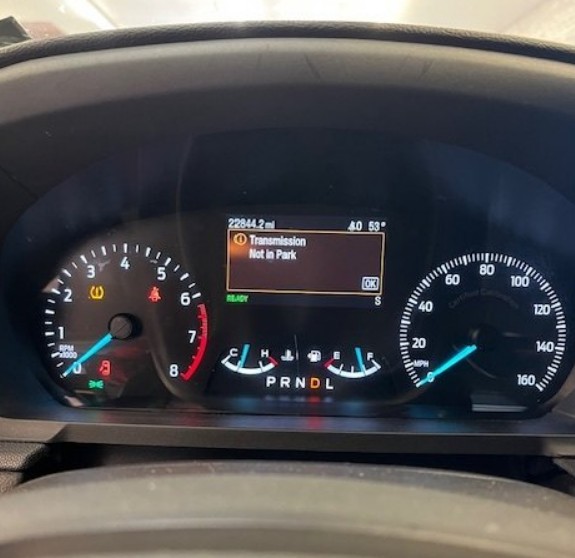 22844.2 mi 40 53°
Transmission
Not in Park
OK
READY S
0 1 2 3 4 5 6 7 8
RPM
x1000
C H E F
P R N D L
0 20 40 60 80 100 120 140 160
MPH